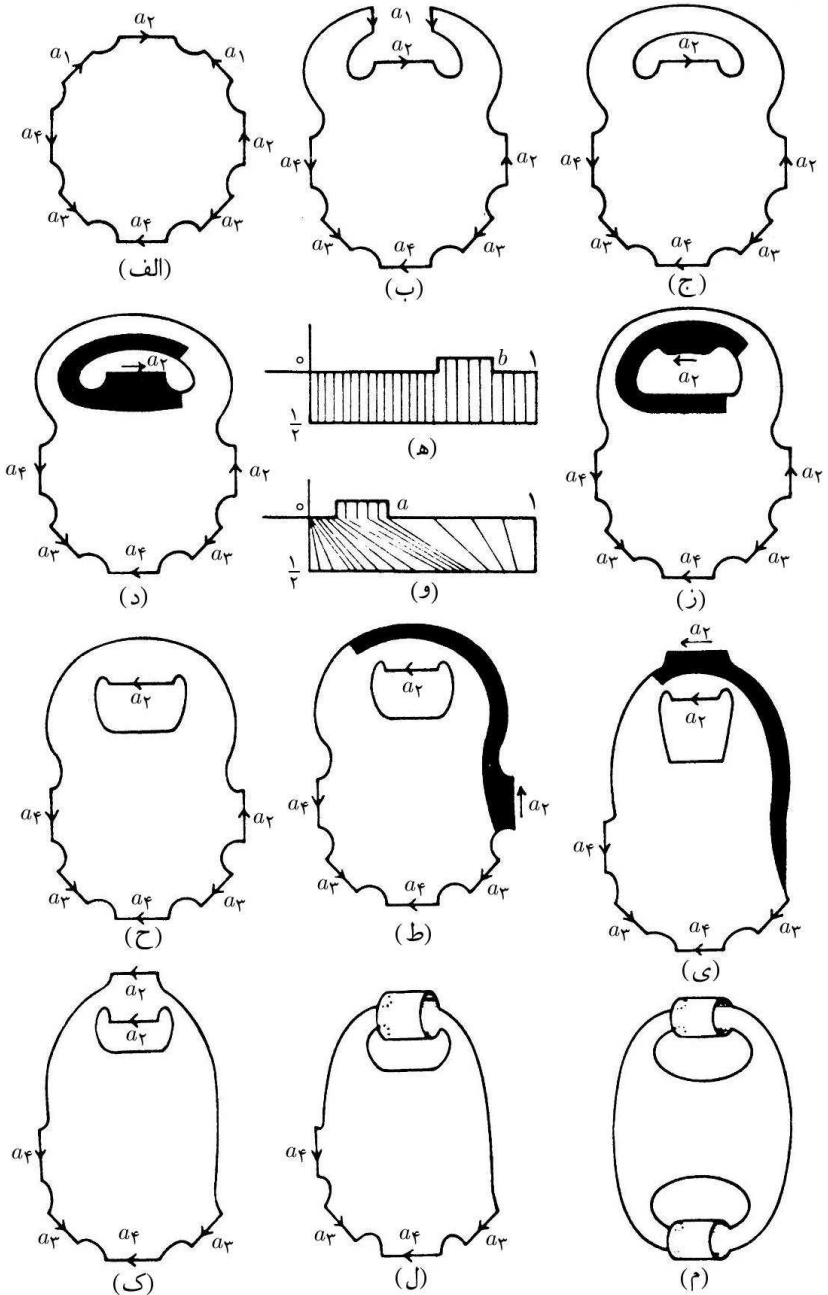 a۲
a۱ a۱
a۴ a۲
a۳ a۴ a۳
(الف)
a۱
a۲
a۴ a۲
a۳ a۴ a۳
(ب)
a۲
a۴ a۲
a۳ a۴ a۳
(ج)
a۲
a۴ a۲
a۳ a۴ a۳
(د)
۰ b ۱
۱/۲
(ه)
۰ a ۱
۱/۲
(و)
a۲
a۴ a۲
a۳ a۴ a۳
(ز)
a۲
a۴ a۲
a۳ a۴ a۳
(ح)
a۲
a۴ a۲
a۳ a۴ a۳
(ط)
a۲
a۲
a۴
a۳ a۴ a۳
(ی)
a۲
a۲
a۴
a۳ a۴ a۳
(ک)
a۴
a۳ a۴ a۳
(ل)
(م)